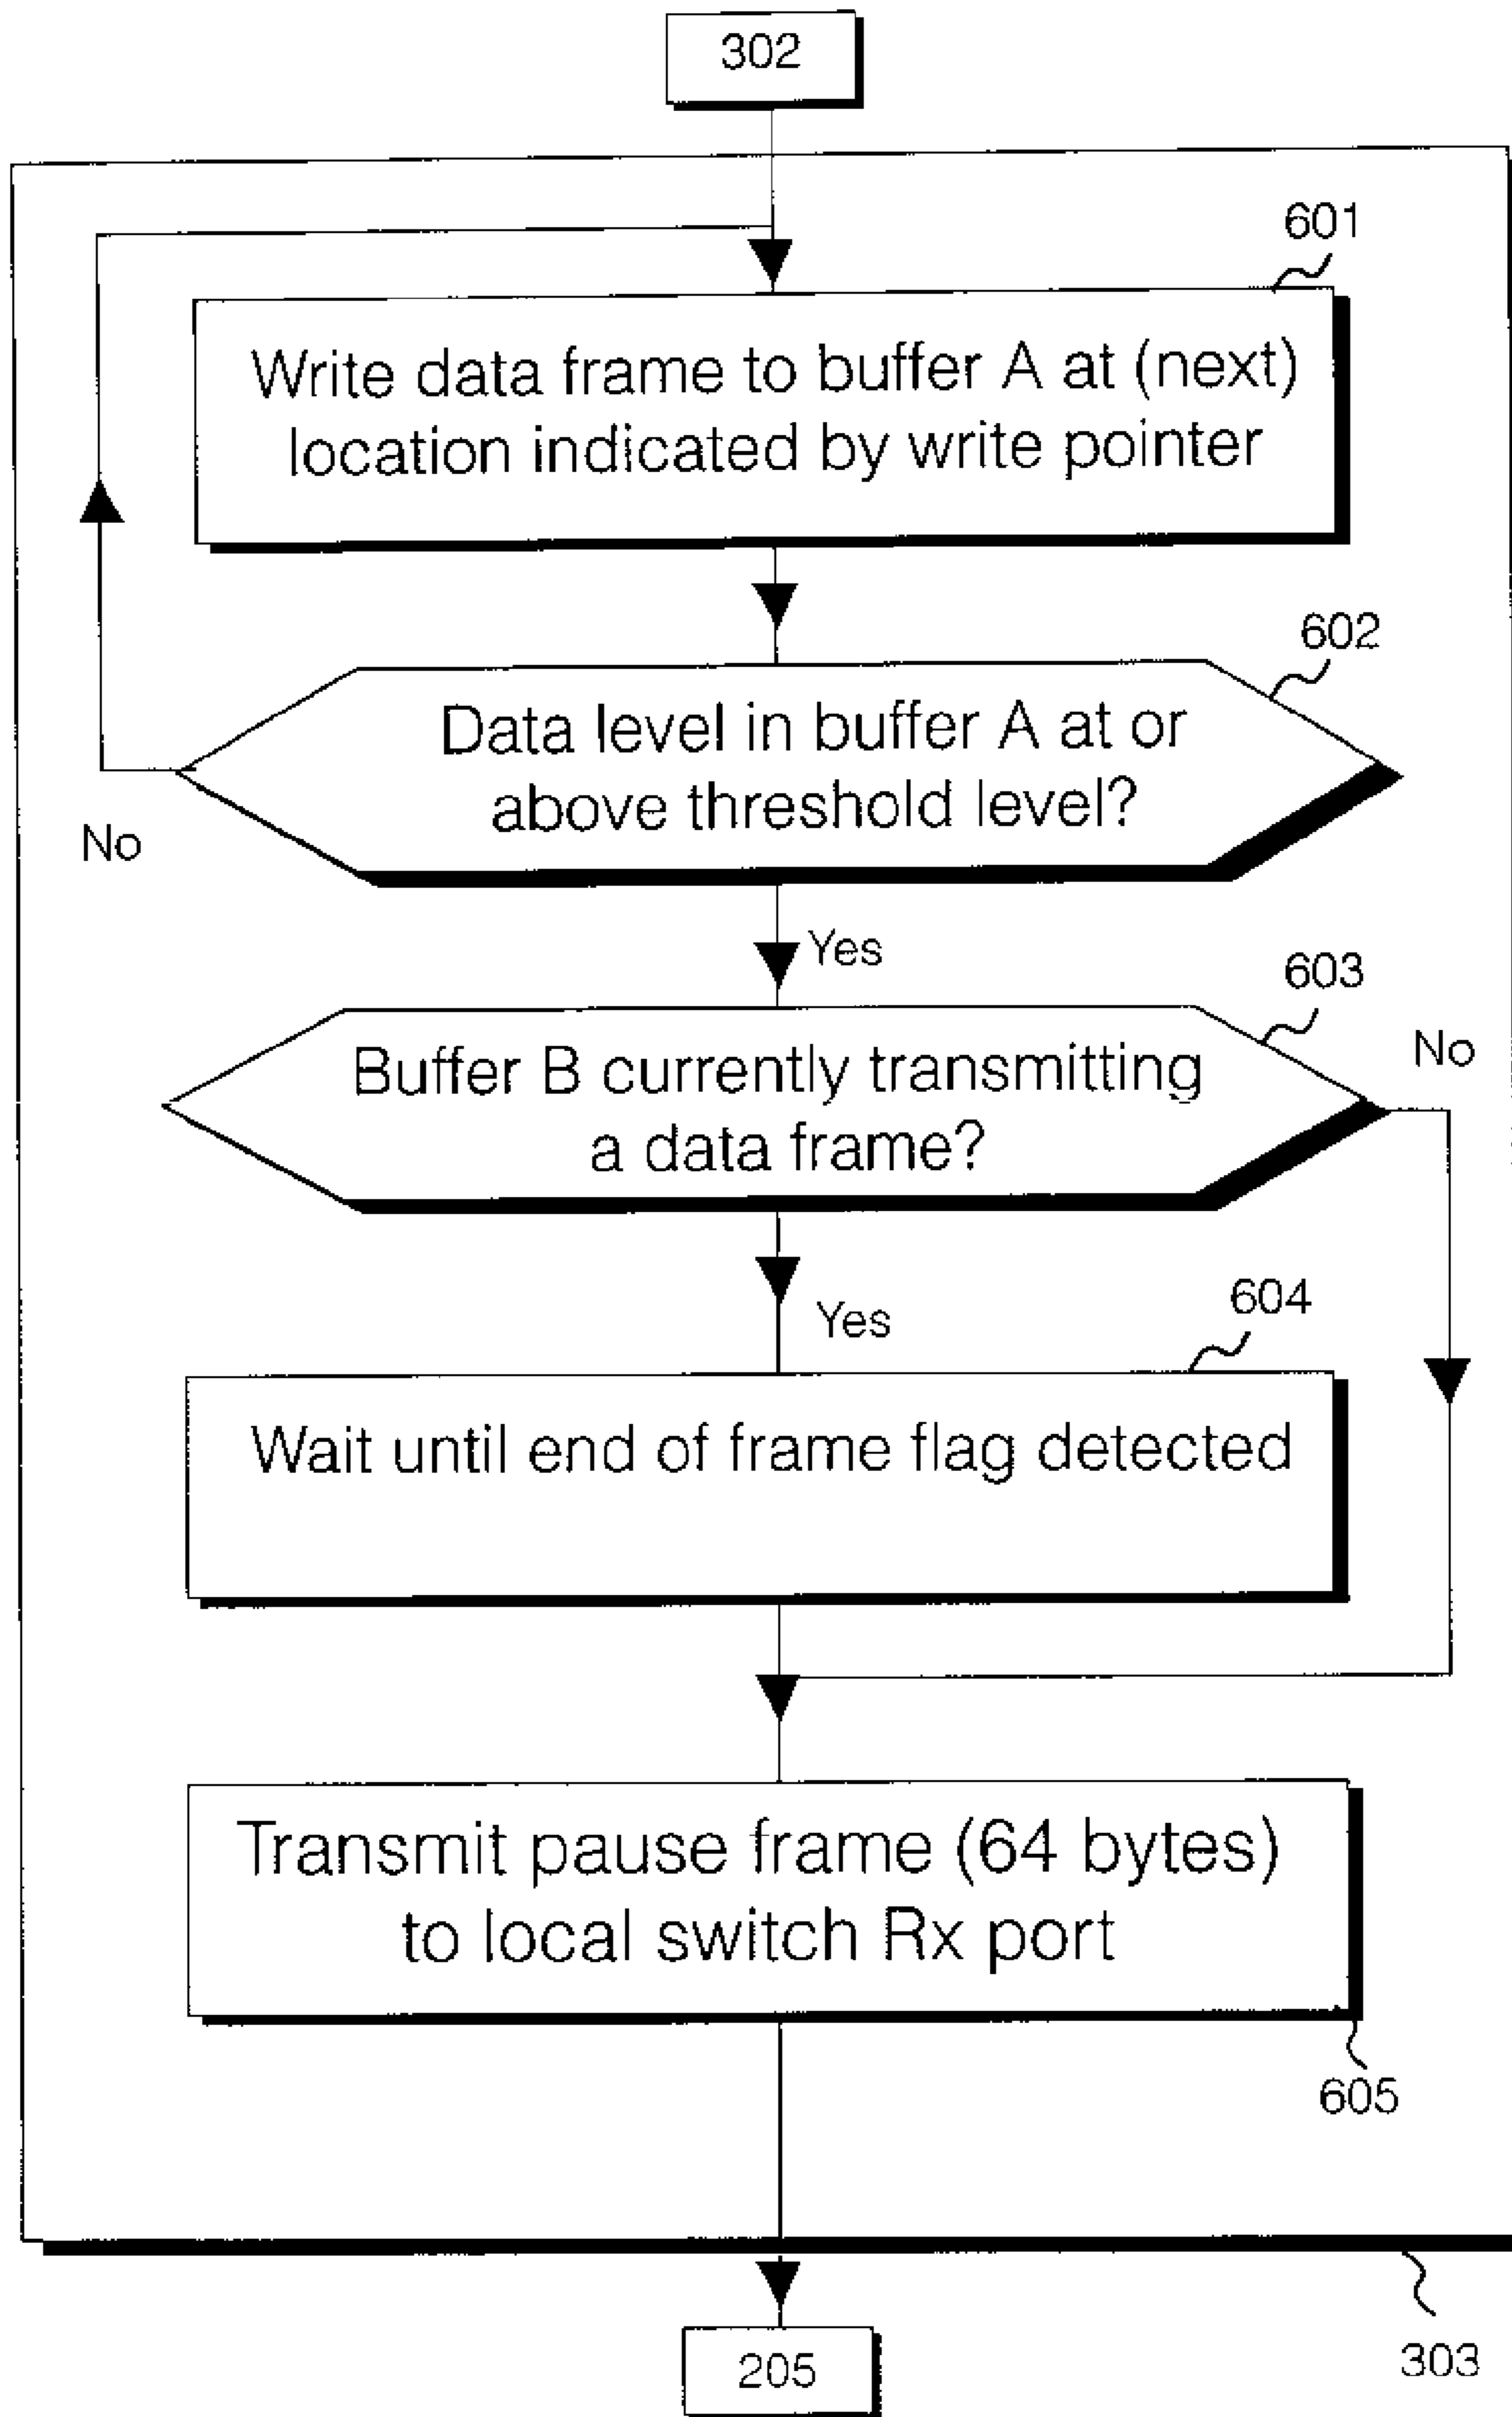 302
601
Write data frame to buffer A at (next)
location indicated by write pointer
602
Data level in buffer A at or
above threshold level?
No
Yes
603
No
Buffer B currently transmitting
a data frame?
604
Yes
Wait until end of frame flag detected
Transmit pause frame (64 bytes)
to local switch Rx port
605
303
205